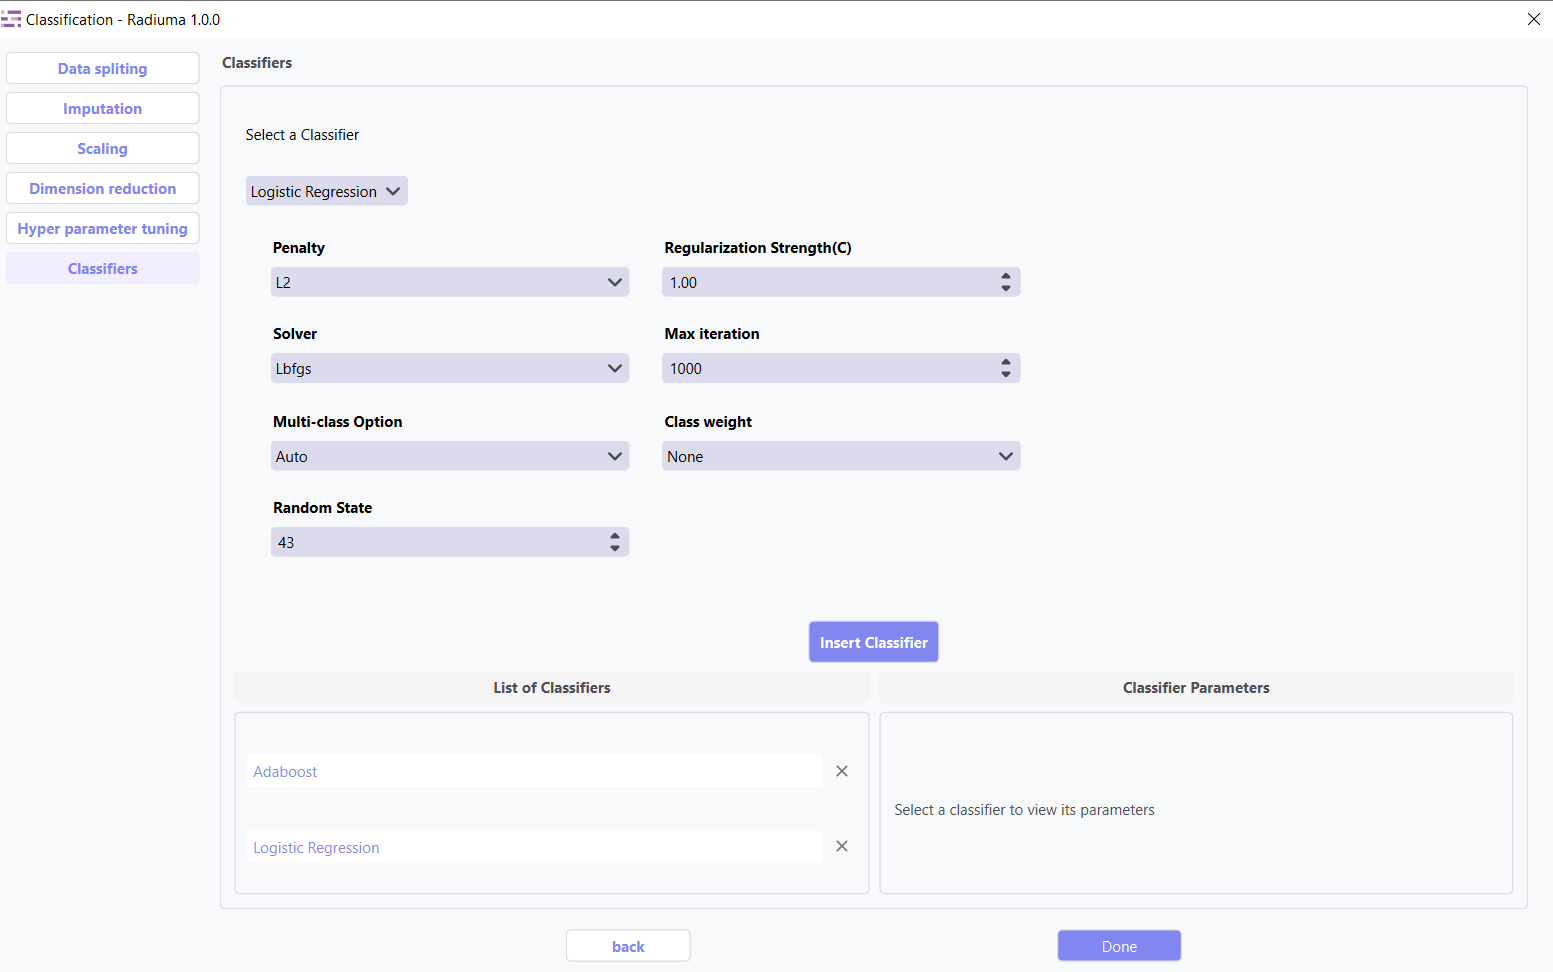 Classification - Radiuma 1.0.0
Data spliting
Imputation
Scaling
Dimension reduction
Hyper parameter tuning
Classifiers
Classifiers
Select a Classifier
Logistic Regression
Penalty
Regularization Strength(C)
L2
1.00
Solver
Max iteration
Lbfgs
1000
Multi-class Option
Class weight
Auto
None
Random State
43
Insert Classifier
List of Classifiers
Classifier Parameters
Adaboost
Logistic Regression
Select a classifier to view its parameters
back
Done